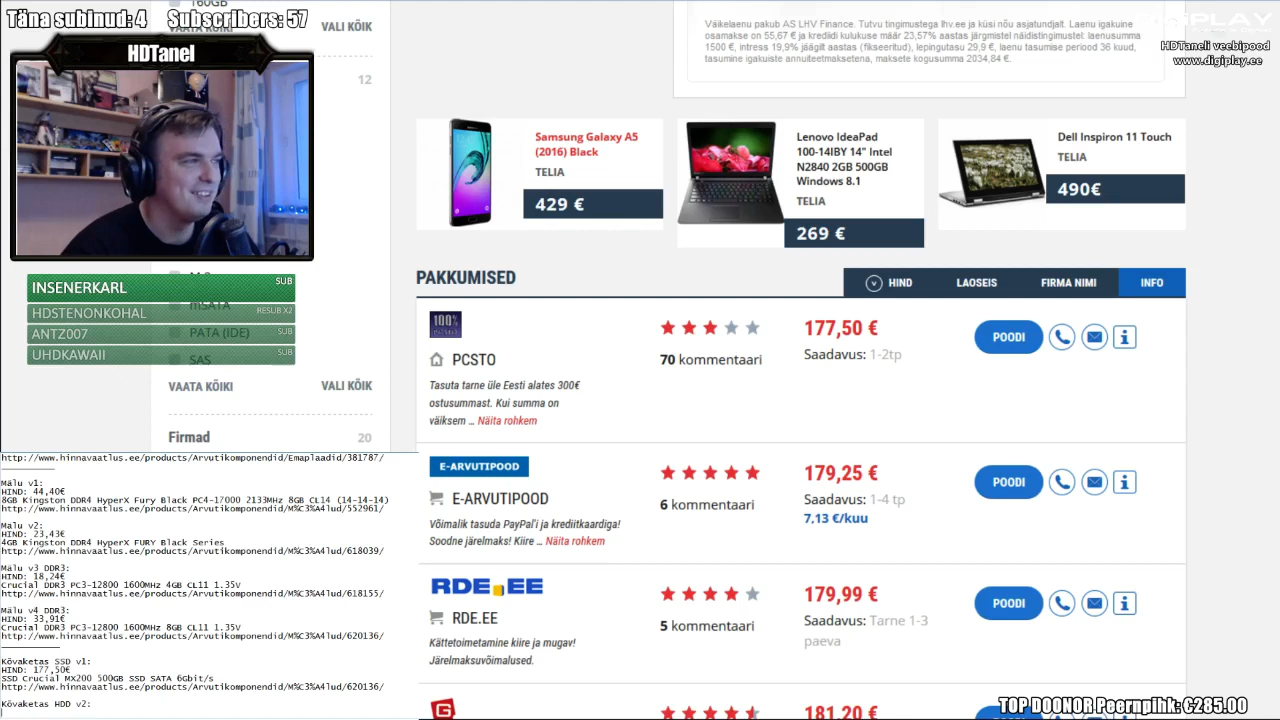 Täna subinud: 4
Subscribers: 57
HDTanel
INSENERKARL
SUB
HDSTENONKOHAL
RESUB X2
ANTZ007
SUB
UHDKAWAII
SUB
160GB
VALI KÕIK
12
mSATA
PATA (IDE)
SAS
VAATA KÕIKI
VALI KÕIK
Firmad
20
Väikelaenu pakub AS LHV Finance. Tutvu tingimustega lhv.ee ja küsi nõu asjatundjalt. Laenu igakuine
osamakse on 55,67 € ja krediidi kulukuse määr 23,57% aastas järgmistel näidistingimustel: laenusumma
1500 €, intress 19,9% jäägilt aastas (fikseeritud), lepingutasu 29,9 €, laenu tasumise periood 36 kuud,
tasumine igakuiste annuiteetmaksetena, maksete kogusumma 2034,84 €.
HDTaneli veebipood
www.digiplay.ee
Samsung Galaxy A5
(2016) Black
TELIA
429 €
Lenovo IdeaPad
100-14IBY 14" Intel
N2840 2GB 500GB
Windows 8.1
TELIA
269 €
Dell Inspiron 11 Touch
TELIA
490€
PAKKUMISED
HIND
LAOSEIS
FIRMA NIMI
INFO
100%
PCSTO
Tasuta tarne üle Eesti alates 300€
ostusummast. Kui summa on
väiksem ... Näita rohkem
70 kommentaari
177,50 €
Saadavus: 1-2tp
POODI
E-ARVUTIPOOD
E-ARVUTIPOOD
Võimalik tasuda PayPal'i ja krediitkaardiga!
Soodne järelmaks! Kiire ... Näita rohkem
6 kommentaari
179,25 €
Saadavus: 1-4 tp
7,13 €/kuu
POODI
RDE.EE
RDE.EE
Kättetoimetamine kiire ja mugav!
Järelmaksuvõimalused.
5 kommentaari
179,99 €
Saadavus: Tarne 1-3
paeva
POODI
G
181,20 €
POODI
http://www.hinnavaatlus.ee/products/Arvutikomponendid/Emaplaadid/381787/
Mälu v1:
HIND: 44,40€
8GB Kingston DDR4 HyperX Fury Black PC4-17000 2133MHz 8GB CL14 (14-14-14)
http://www.hinnavaatlus.ee/products/Arvutikomponendid/M%C3%A4lud/552961/
Mälu v2:
HIND: 23,43€
4GB Kingston DDR4 HyperX FURY Black Series
http://www.hinnavaatlus.ee/products/Arvutikomponendid/M%C3%A4lud/618039/
Mälu v3 DDR3:
HIND: 18,24€
Crucial DDR3 PC3-12800 1600MHz 4GB CL11 1.35V
http://www.hinnavaatlus.ee/products/Arvutikomponendid/M%C3%A4lud/618155/
Mälu v4 DDR3:
HIND: 33,91€
Crucial DDR3 PC3-12800 1600MHz 8GB CL11 1.35V
http://www.hinnavaatlus.ee/products/Arvutikomponendid/M%C3%A4lud/620136/
Kõvaketas SSD v1:
HIND: 177,50€
SSD Crucial MX200 500GB SSD SATA 6Gbit/s
http://www.hinnavaatlus.ee/products/Arvutikomponendid/M%C3%A4lud/620136/
Kõvaketas HDD v2:
TOP DOONOR Peernpihk: €285.00